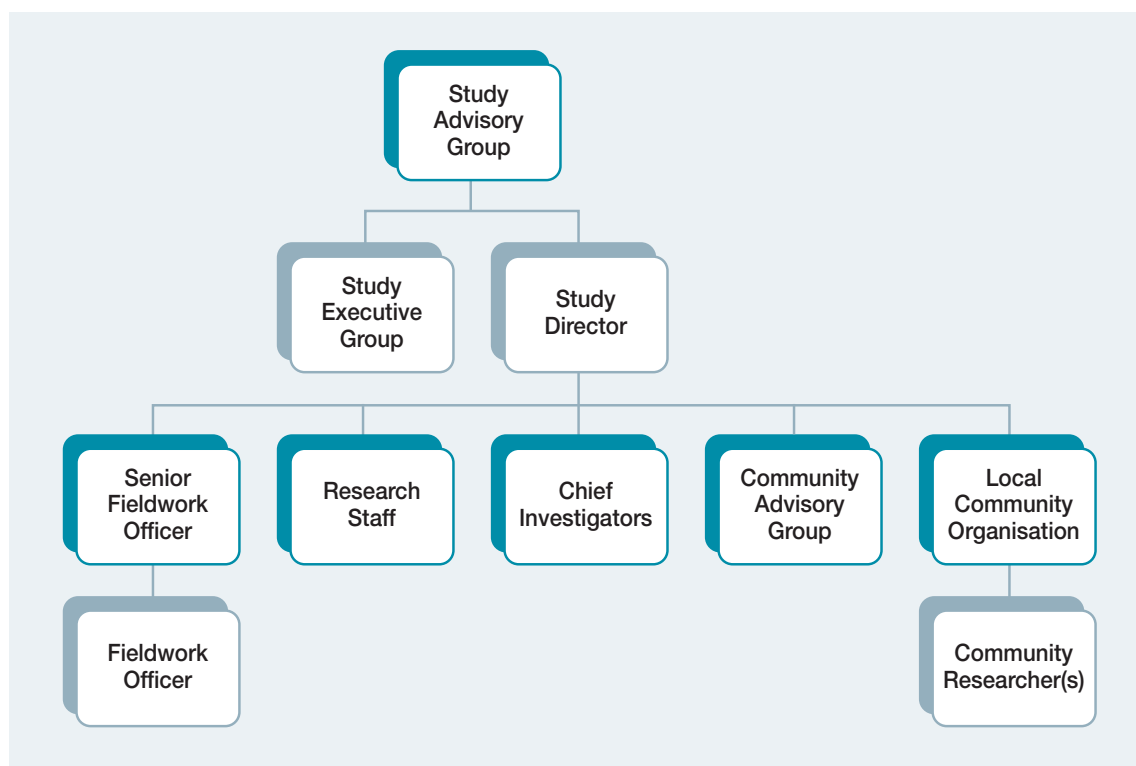 Study
Advisory
Group
Study
Executive
Group
Study
Director
Senior
Fieldwork
Officer
Research
Staff
Chief
Investigators
Community
Advisory
Group
Local
Community
Organisation
Fieldwork
Officer
Community
Researcher(s)